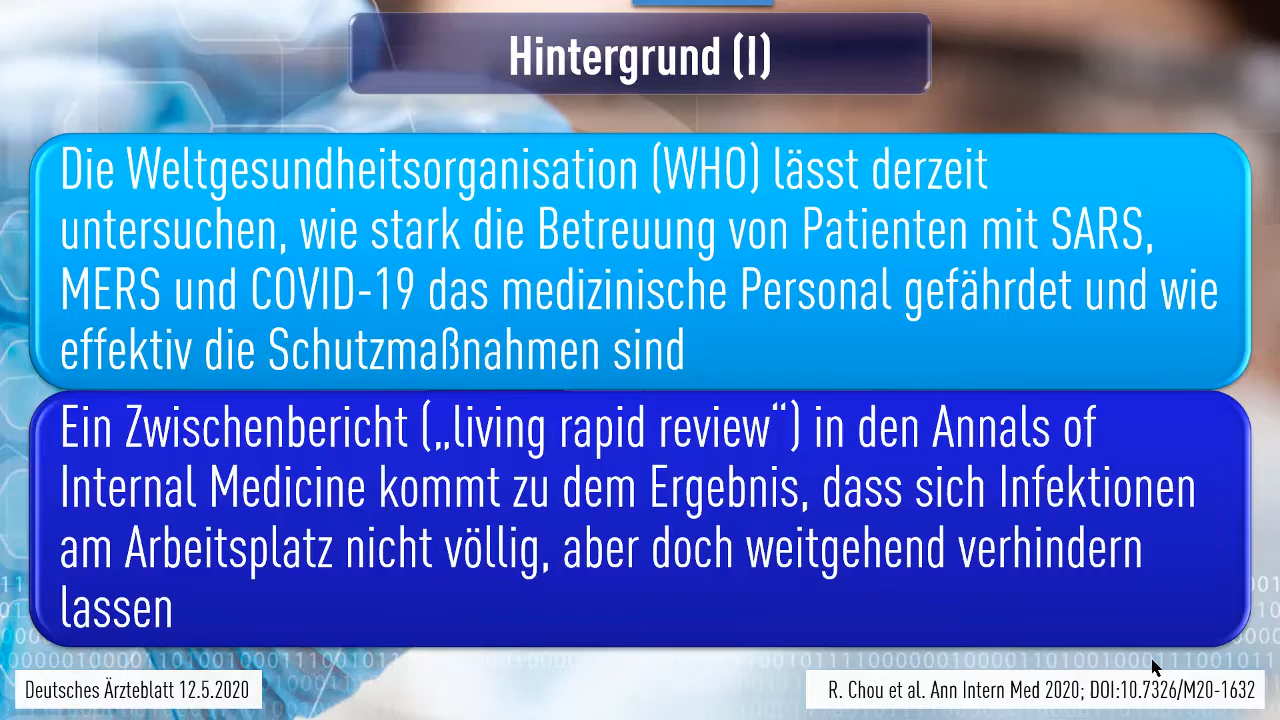 Hintergrund (I)
Die Weltgesundheitsorganisation (WHO) lässt derzeit
untersuchen, wie stark die Betreuung von Patienten mit SARS,
MERS und COVID-19 das medizinische Personal gefährdet und wie
effektiv die Schutzmaßnahmen sind
Ein Zwischenbericht („living rapid review“) in den Annals of
Internal Medicine kommt zu dem Ergebnis, dass sich Infektionen
am Arbeitsplatz nicht völlig, aber doch weitgehend verhindern
lassen
Deutsches Ärzteblatt 12.5.2020
R. Chou et al. Ann Intern Med 2020; DOI:10.7326/M20-1632